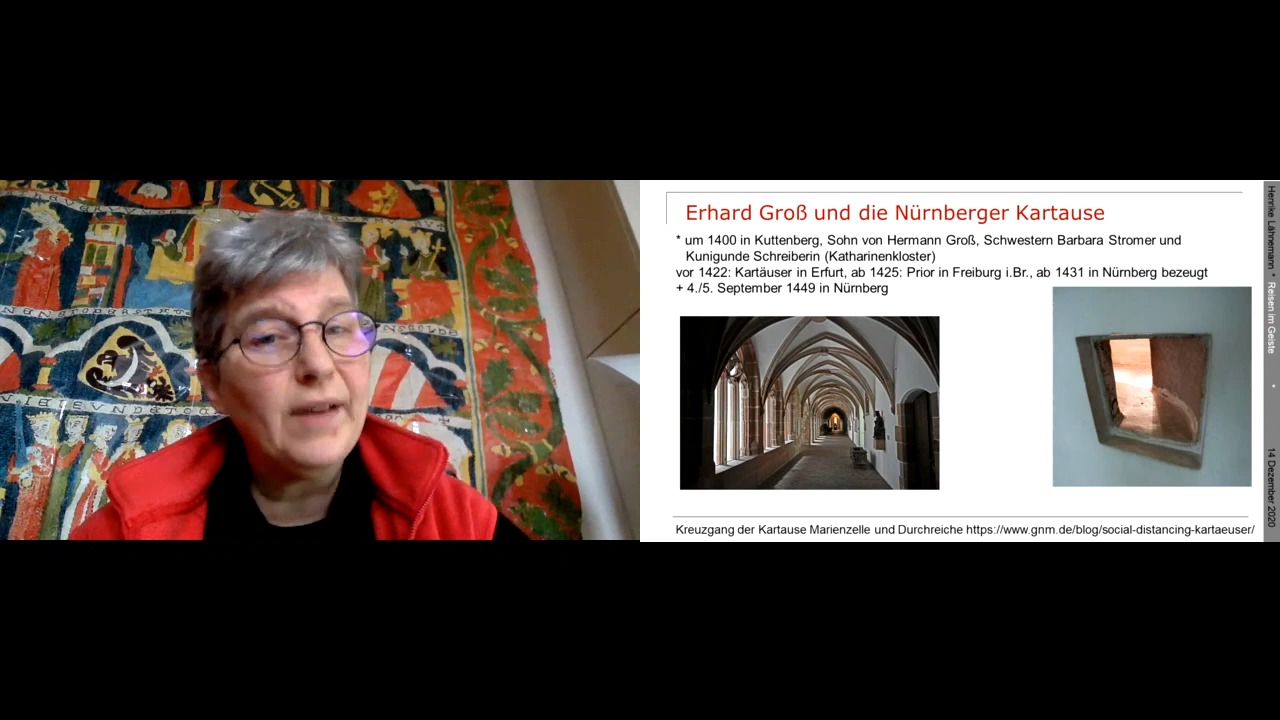 Erhard Groß und die Nürnberger Kartause
* um 1400 in Kuttenberg, Sohn von Hermann Groß, Schwestern Barbara Stromer und
Kunigunde Schreiberin (Katharinenkloster)
vor 1422: Kartäuser in Erfurt, ab 1425: Prior in Freiburg i.Br., ab 1431 in Nürnberg bezeugt
+ 4./5. September 1449 in Nürnberg
Kreuzgang der Kartause Marienzelle und Durchreiche https://www.gnm.de/blog/social-distancing-kartaeuser/
Henrike Lähnemann * Reisen im Geiste * 14 Dezember 2020